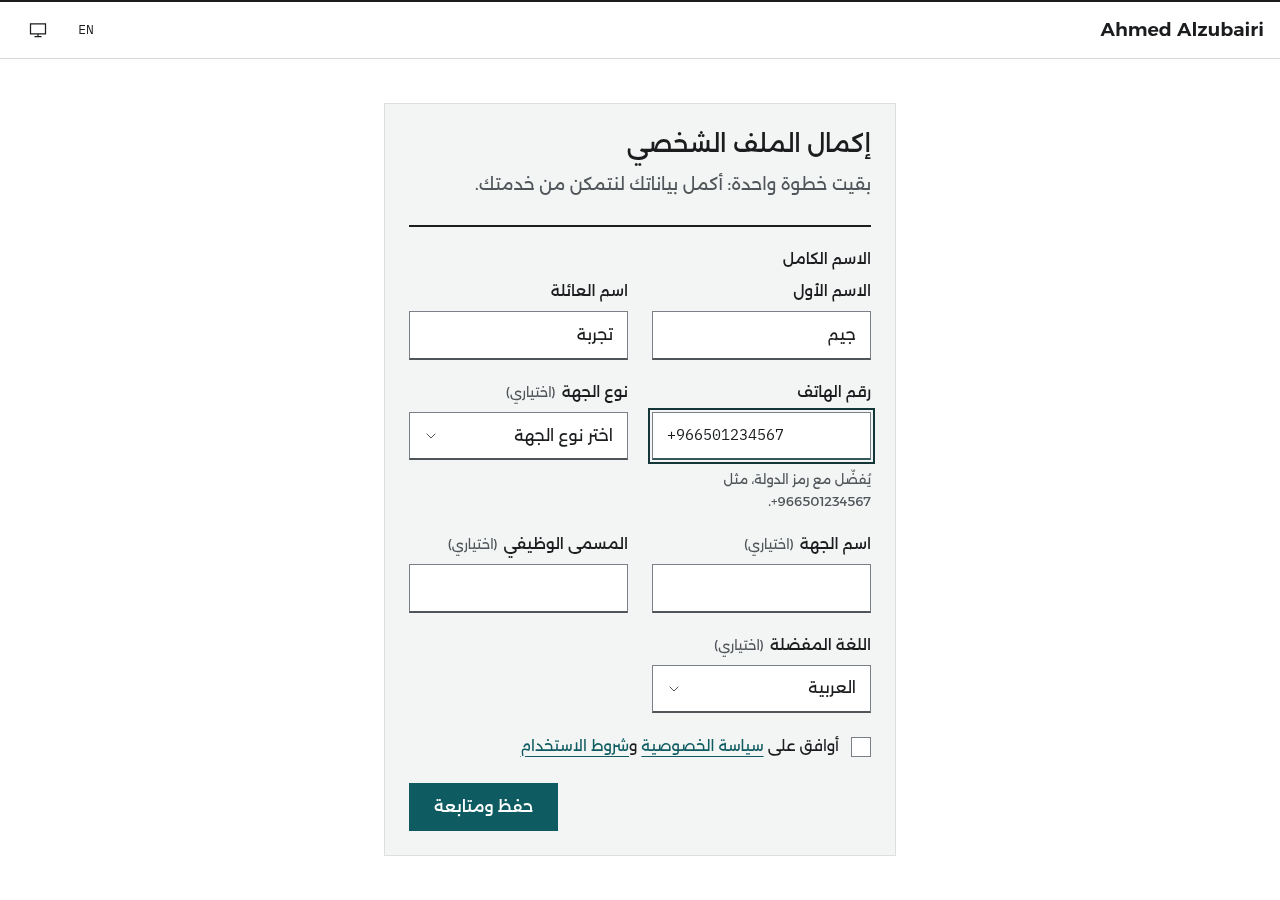 Ahmed Alzubairi
EN
إكمال الملف الشخصي
بقيت خطوة واحدة: أكمل بياناتك لنتمكن من خدمتك.
الاسم الكامل
الاسم الأول
اسم العائلة
جيم
تجربة
رقم الهاتف
نوع الجهة (اختياري)
+966501234567
اختر نوع الجهة
يُفضّل مع رمز الدولة، مثل
966501234567+.
اسم الجهة (اختياري)
المسمى الوظيفي (اختياري)
اللغة المفضلة (اختياري)
العربية
أوافق على سياسة الخصوصية وشروط الاستخدام
حفظ ومتابعة